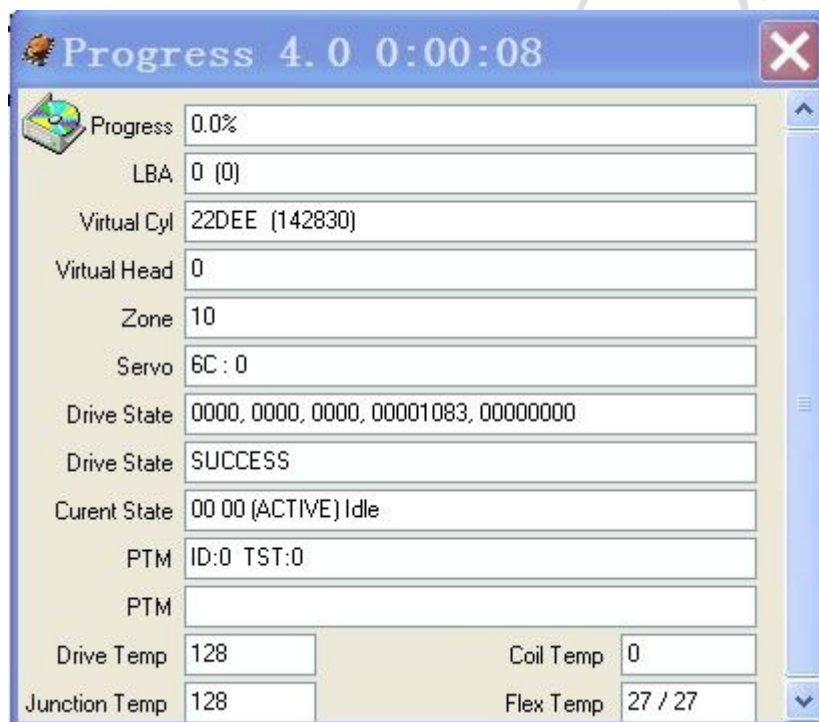 Progress 4.0 0:00:08
Progress 0.0%
LBA 0 (0)
Virtual Cyl 22DEE (142830)
Virtual Head 0
Zone 10
Servo 6C : 0
Drive State 0000, 0000, 0000, 00001083, 00000000
Drive State SUCCESS
Curent State 00 00 (ACTIVE) Idle
PTM ID:0 TST:0
PTM
Drive Temp 128 Coil Temp 0
Junction Temp 128 Flex Temp 27 / 27